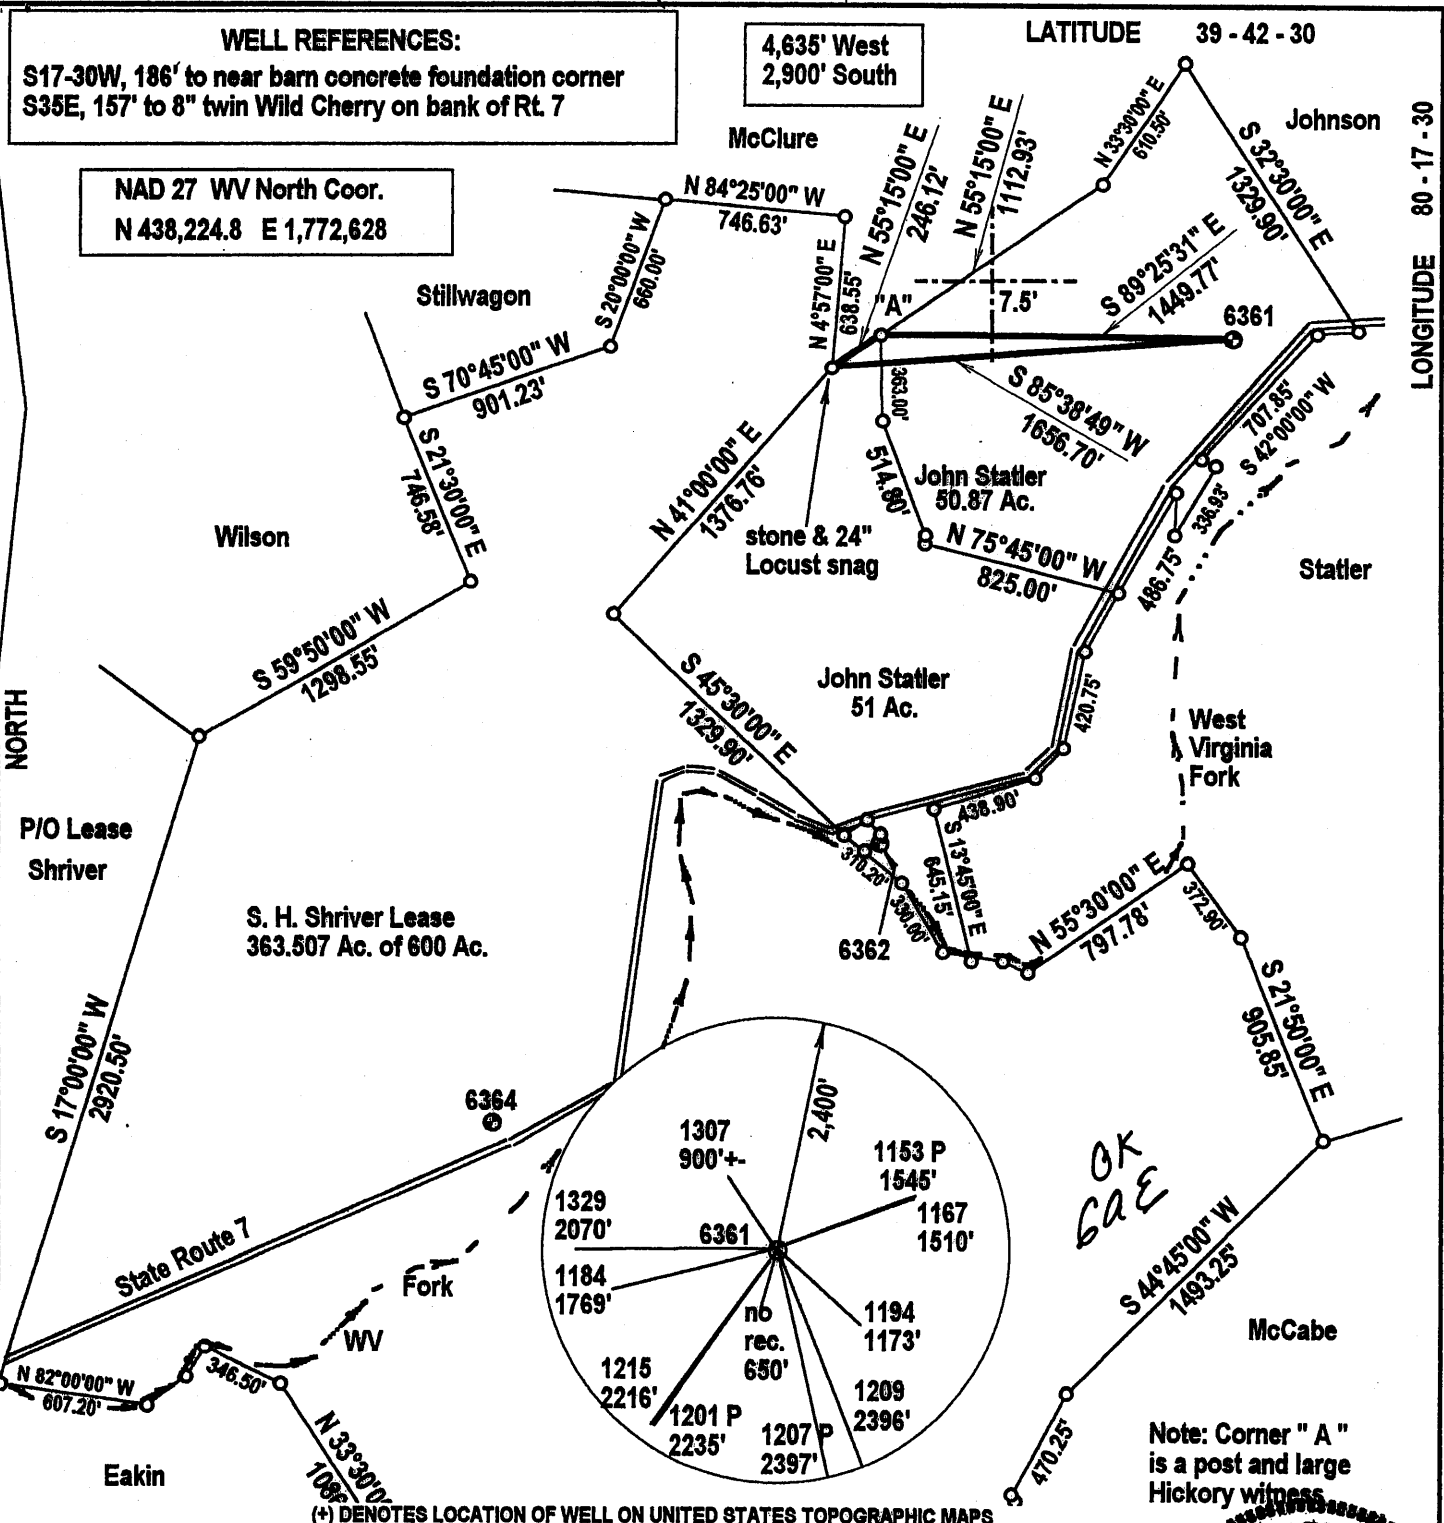 WELL REFERENCES:
S17-30W, 186' to near barn concrete foundation corner
S35E, 157' to 8" twin Wild Cherry on bank of Rt. 7
4,635' West
2,900' South
LATITUDE 39 - 42 - 30
LONGITUDE 80 - 17 - 30
NAD 27 WV North Coor.
N 438,224.8 E 1,772,628
McClure
Johnson
N 84°25'00" W
746.63'
S 20°00'00" W
660.00'
N 4°57'00" E
638.55'
N 55°15'00" E
246.12'
N 55°15'00" E
1112.93'
N 33°30'00" E
610.50'
S 32°30'00" E
1329.90'
S 89°25'31" E
1449.77'
"A"
7.5'
6361
Stillwagon
S 70°45'00" W
901.23'
S 21°30'00" E
746.58'
363.00'
514.80'
S 85°38'49" W
1656.70'
707.85'
S 42°00'00" W
336.93'
John Statler
50.87 Ac.
N 41°00'00" E
1376.76'
Wilson
stone & 24"
Locust snag
N 75°45'00" W
825.00'
486.75'
Statler
S 59°50'00" W
1298.55'
S 45°30'00" E
1329.90'
John Statler
51 Ac.
420.75'
West
Virginia
Fork
NORTH
P/O Lease
Shriver
438.90'
S 13°45'00" E
645.15'
310.20'
330.00'
6362
N 55°30'00" E
797.78'
372.90'
S. H. Shriver Lease
363.507 Ac. of 600 Ac.
S 21°50'00" E
905.85'
S 17°00'00" W
2920.50'
6364
2,400'
1307
900'+-
1153 P
1545'
1329
2070'
6361
1167
1510'
1184
1769'
no
rec.
650'
1194
1173'
1215
2216'
1201 P
2235'
1207 P
2397'
1209
2396'
OK
GAE
State Route 7
Fork
WV
S 44°45'00" W
1493.25'
McCabe
N 82°00'00" W
607.20'
346.50'
470.25'
Eakin
Note: Corner " A "
is a post and large
Hickory witness
(+) DENOTES LOCATION OF WELL ON UNITED STATES TOPOGRAPHIC MAPS